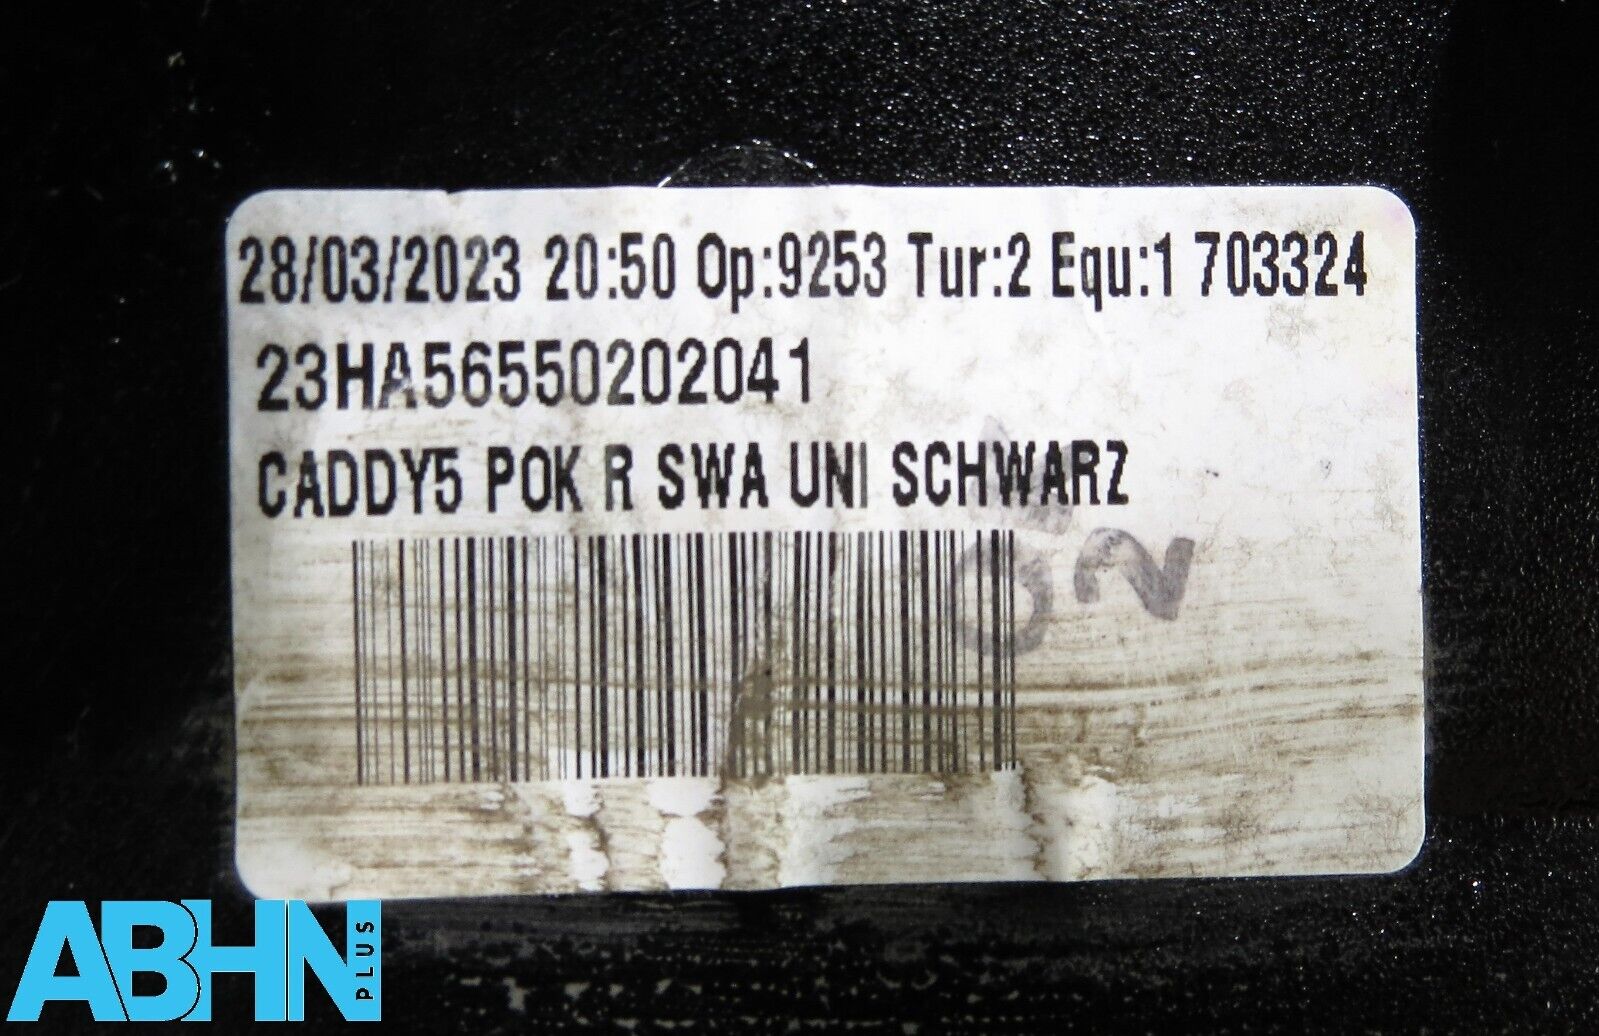 28/03/2023 20:50 Op:9253 Tur:2 Equ:1 703324
23HA56550202041
CADDY5 POK R SWA UNI SCHWARZ
02
ABHN PLUS